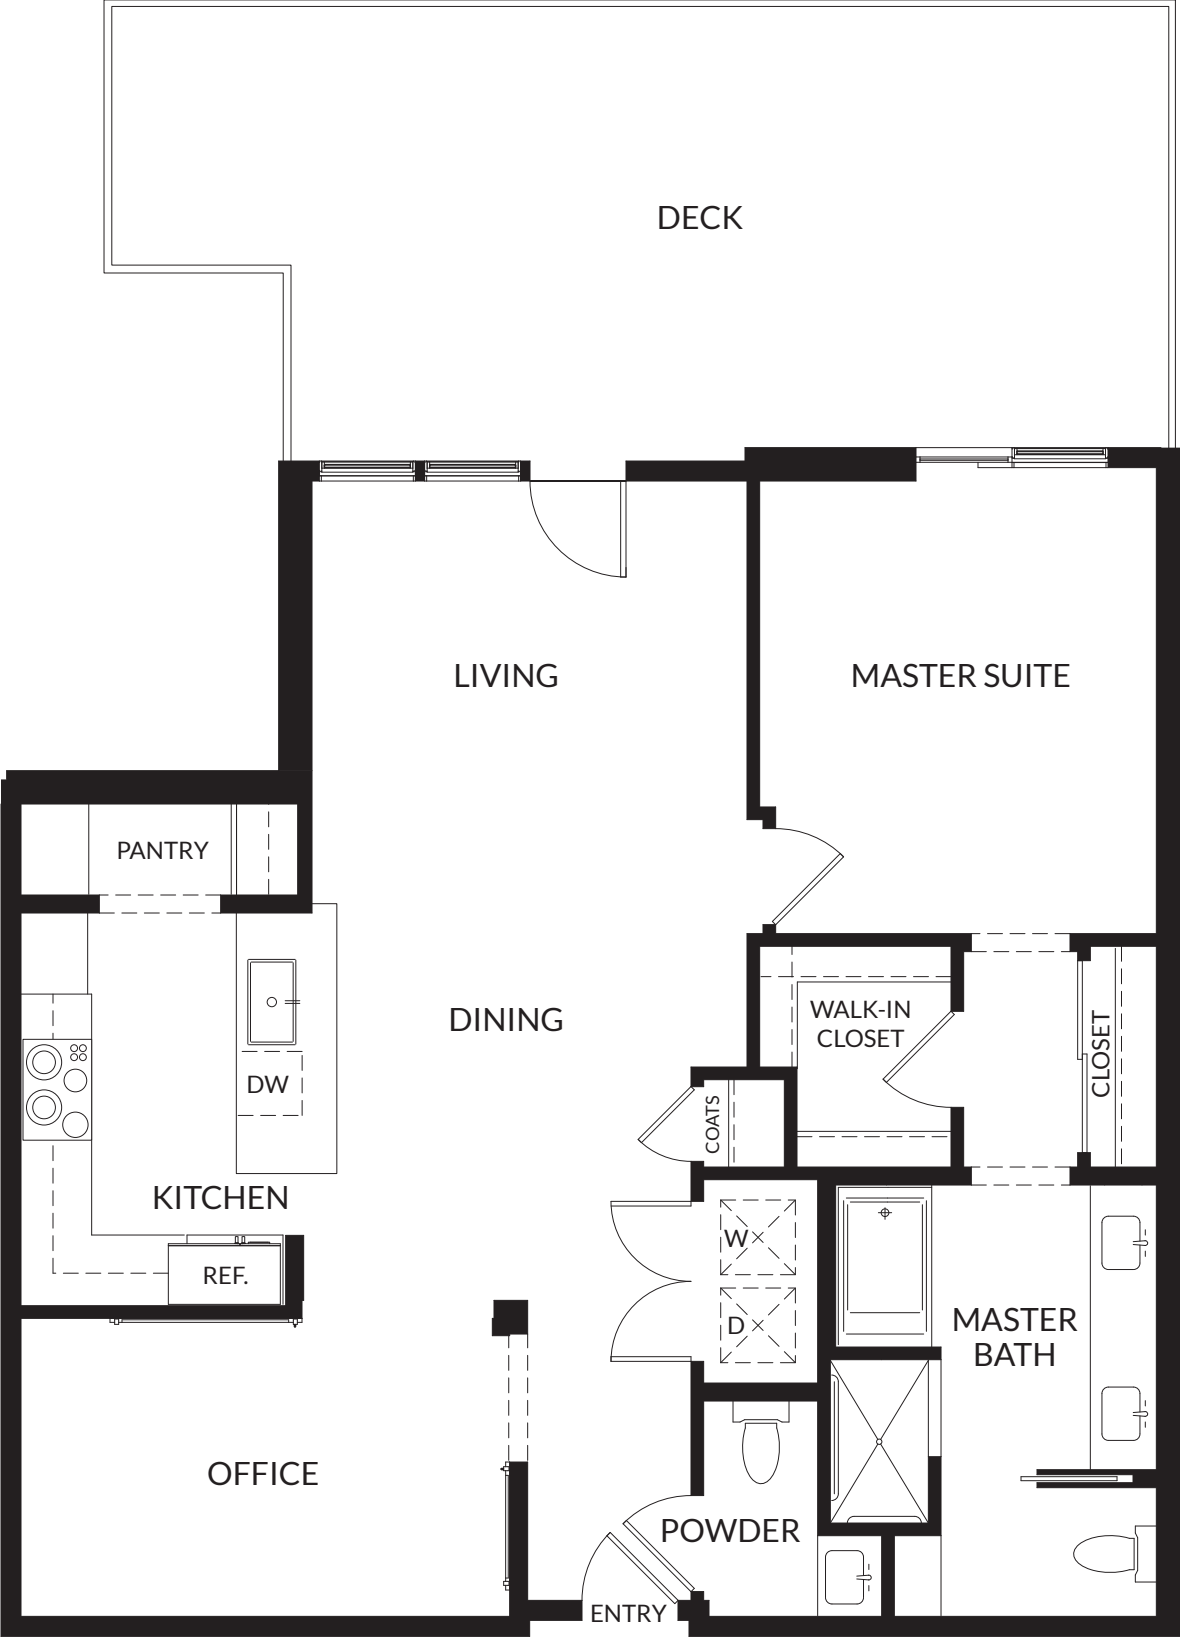 DECK
LIVING
MASTER SUITE
PANTRY
WALK-IN
CLOSET
DINING
CLOSET
DW
COATS
KITCHEN
W
REF.
D
MASTER
BATH
OFFICE
POWDER
ENTRY